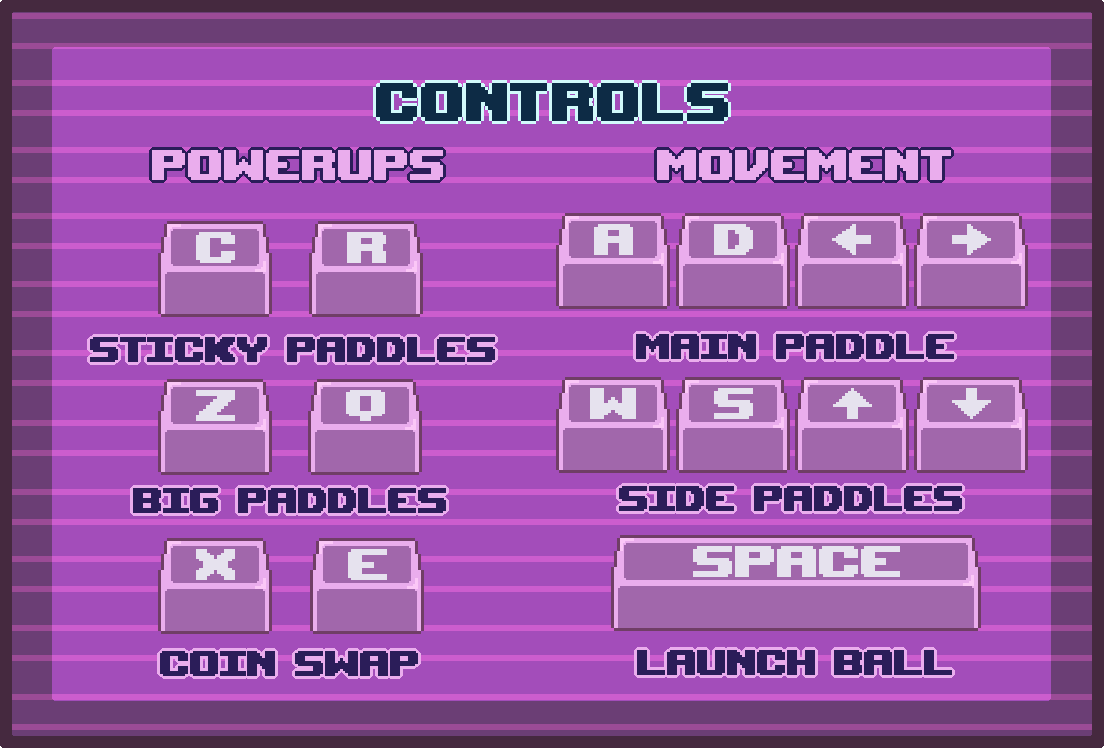 CONTROLS
POWERUPS
C R
STICKY PADDLES
Z Q
BIG PADDLES
X E
COIN SWAP
MOVEMENT
A D ← →
MAIN PADDLE
W S ↑ ↓
SIDE PADDLES
SPACE
LAUNCH BALL